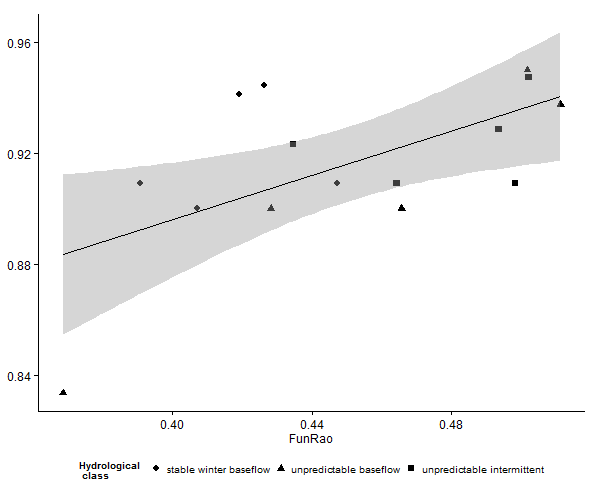 0.96
0.92
0.88
0.84
0.40 0.44 0.48
FunRao
Hydrological
class
stable winter baseflow unpredictable baseflow unpredictable intermittent